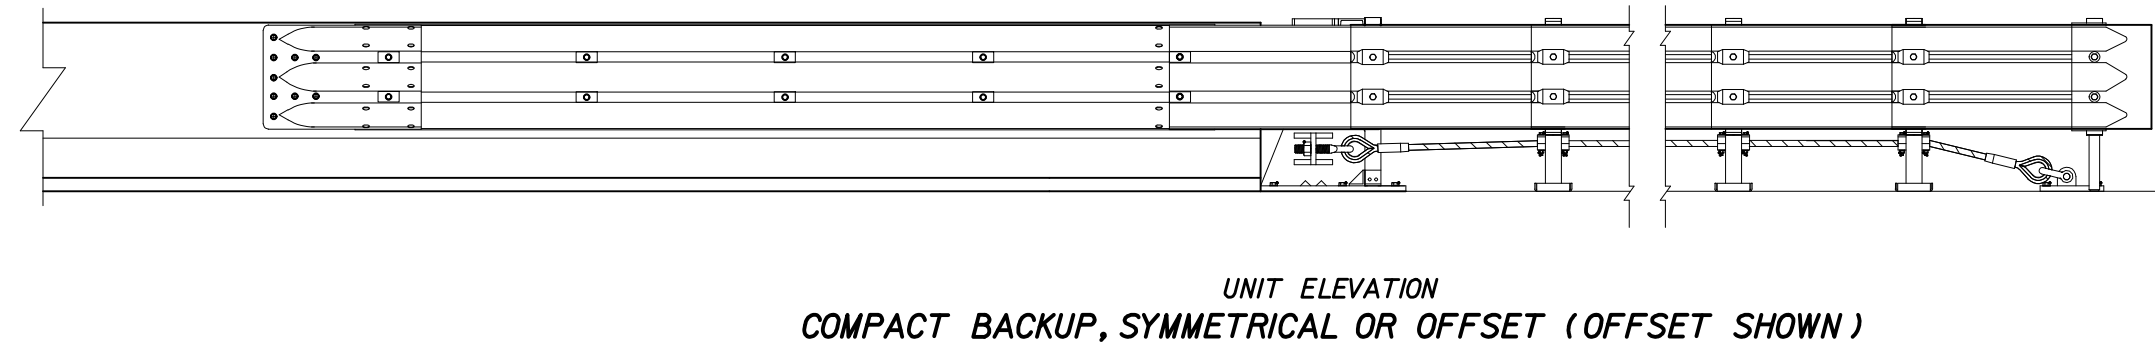 UNIT ELEVATION
COMPACT BACKUP, SYMMETRICAL OR OFFSET (OFFSET SHOWN)